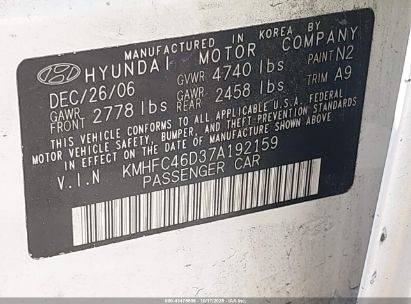 MANUFACTURED IN KOREA BY
HYUNDAI MOTOR COMPANY
DEC/26/06 GVWR 4740 lbs PAINT N2
GAWR FRONT 2778 lbs GAWR REAR 2458 lbs TRIM A9
THIS VEHICLE CONFORMS TO ALL APPLICABLE U.S.A. FEDERAL
MOTOR VEHICLE SAFETY, BUMPER, AND THEFT PREVENTION STANDARDS
IN EFFECT ON THE DATE OF MANUFACTURE SHOWN ABOVE.
V.I.N KMHFC46D37A192159
PASSENGER CAR